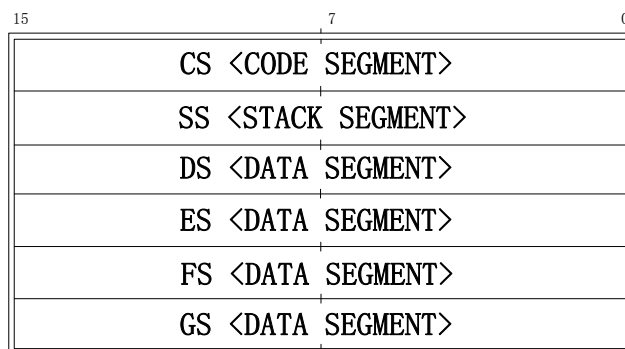 15 7 0
CS <CODE SEGMENT>
SS <STACK SEGMENT>
DS <DATA SEGMENT>
ES <DATA SEGMENT>
FS <DATA SEGMENT>
GS <DATA SEGMENT>